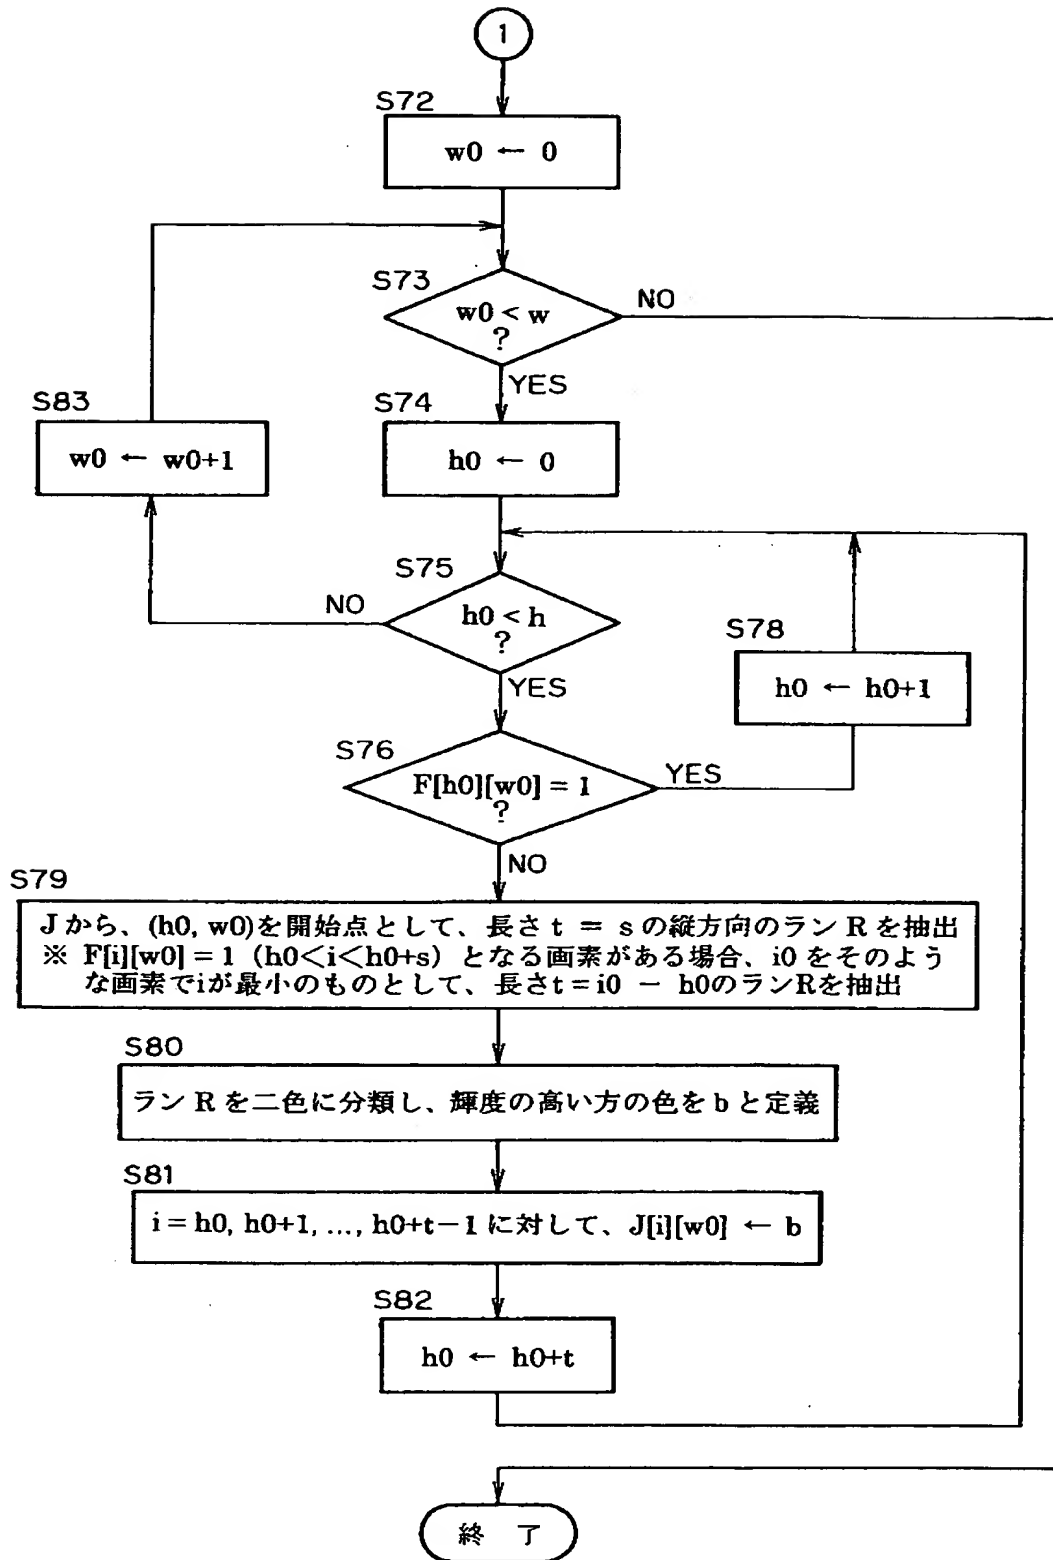 1
S72
w0 ← 0
S73
w0 < w
?
NO
YES
S83
w0 ← w0+1
S74
h0 ← 0
S75
h0 < h
?
NO
YES
S78
h0 ← h0+1
S76
F[h0][w0] = 1
?
YES
NO
S79
Jから、(h0, w0)を開始点として、長さ t = s の縦方向のラン R を抽出
※ F[i][w0] = 1 (h0<i<h0+s) となる画素がある場合、i0 をそのよう
な画素でiが最小のものとして、長さt = i0 − h0のランRを抽出
S80
ラン R を二色に分類し、輝度の高い方の色を b と定義
S81
i = h0, h0+1, ..., h0+t−1 に対して、J[i][w0] ← b
S82
h0 ← h0+t
終 了